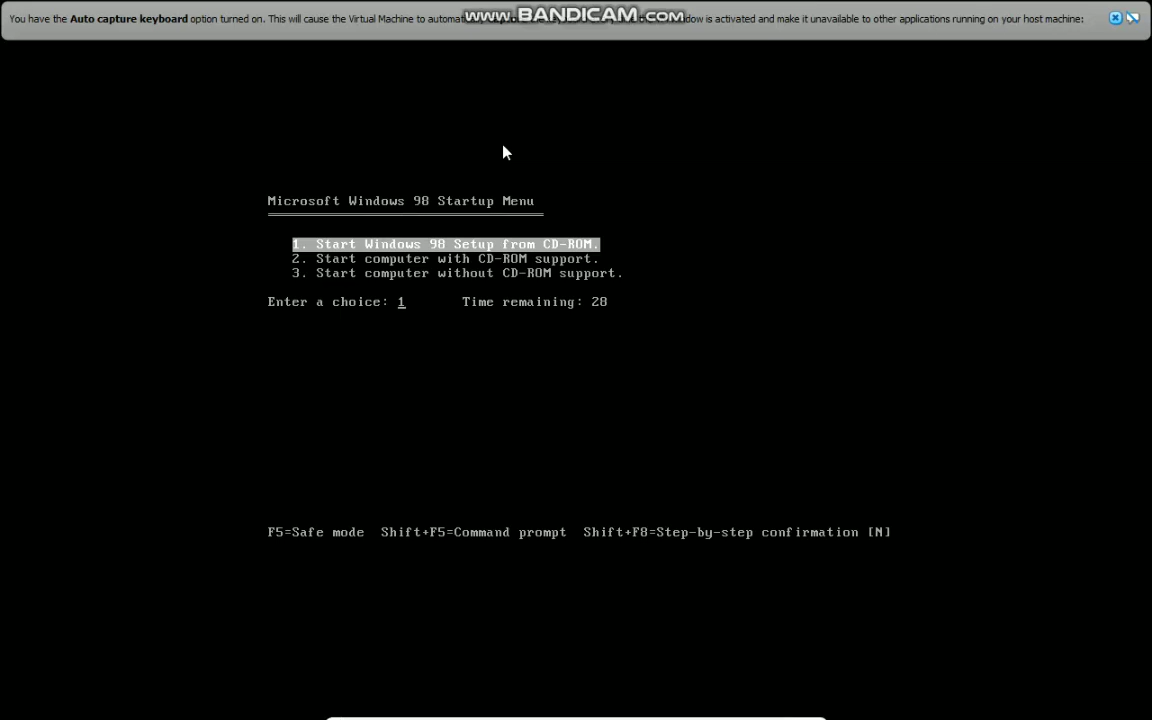 You have the Auto capture keyboard option turned on. This will cause the Virtual Machine to automa www.BANDICAM.com ndow is activated and make it unavailable to other applications running on your host machine:
Microsoft Windows 98 Startup Menu
1. Start Windows 98 Setup from CD-ROM.
2. Start computer with CD-ROM support.
3. Start computer without CD-ROM support.
Enter a choice: 1 Time remaining: 28
F5=Safe mode Shift+F5=Command prompt Shift+F8=Step-by-step confirmation [N]